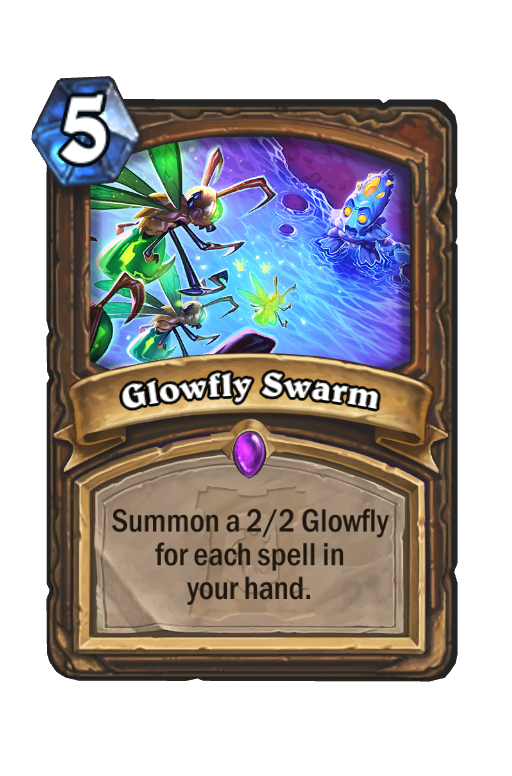 5
Glowfly Swarm
Summon a 2/2 Glowfly
for each spell in
your hand.